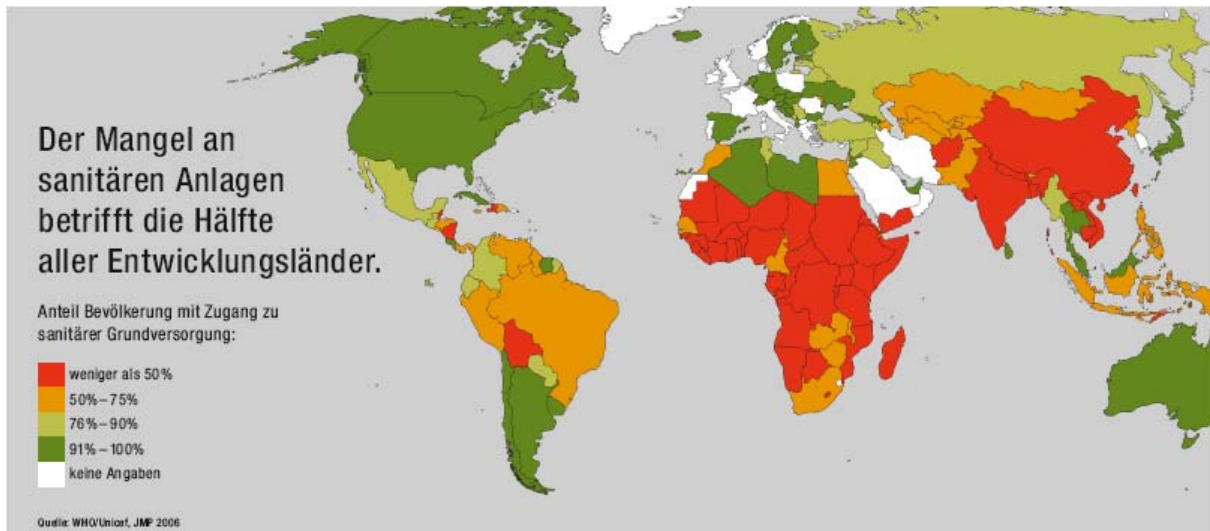 Der Mangel an
sanitären Anlagen
betrifft die Hälfte
aller Entwicklungsländer.
Anteil Bevölkerung mit Zugang zu
sanitärer Grundversorgung:
weniger als 50%
50%–75%
76%–90%
91%–100%
keine Angaben
Quelle: WHO/Unicef, JMP 2006